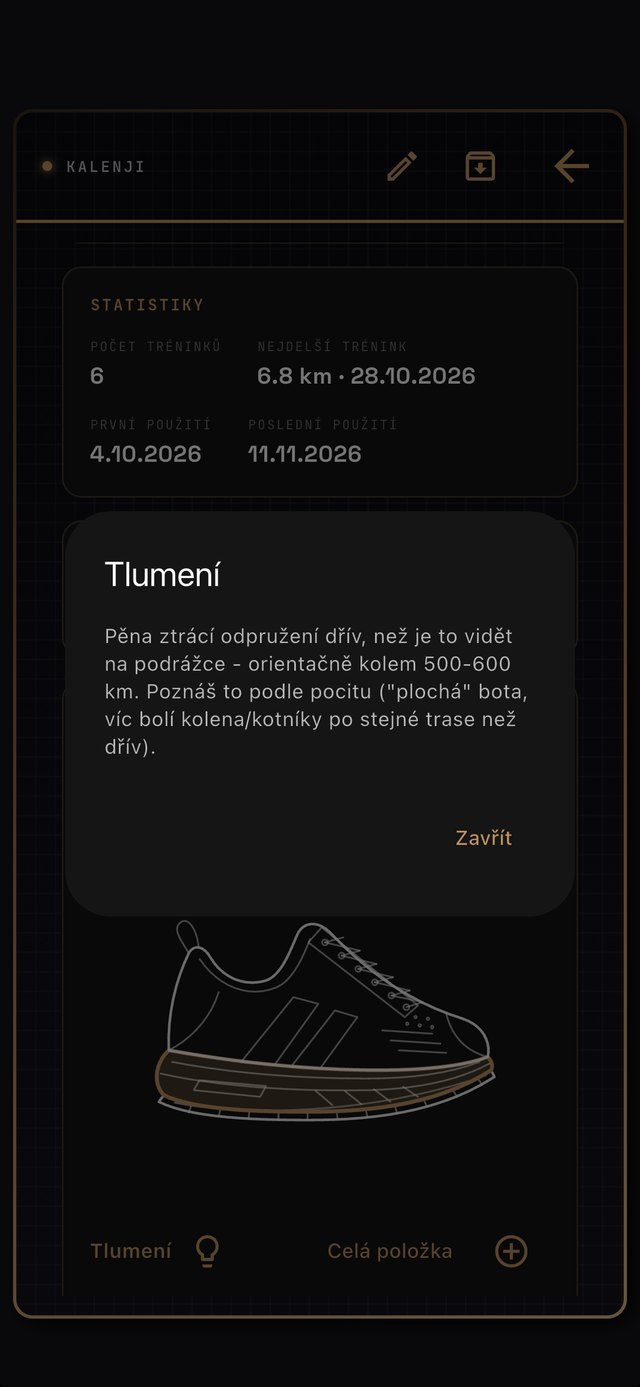 KALENJI
STATISTIKY
POČET TRÉNINKŮ NEJDELŠÍ TRÉNINK
6 6.8 km · 28.10.2026
PRVNÍ POUŽITÍ POSLEDNÍ POUŽITÍ
4.10.2026 11.11.2026
Tlumení
Pěna ztrácí odpružení dřív, než je to vidět
na podrážce - orientačně kolem 500-600
km. Poznáš to podle pocitu ("plochá" bota,
víc bolí kolena/kotníky po stejné trase než
dřív).
Zavřít
Tlumení Celá položka